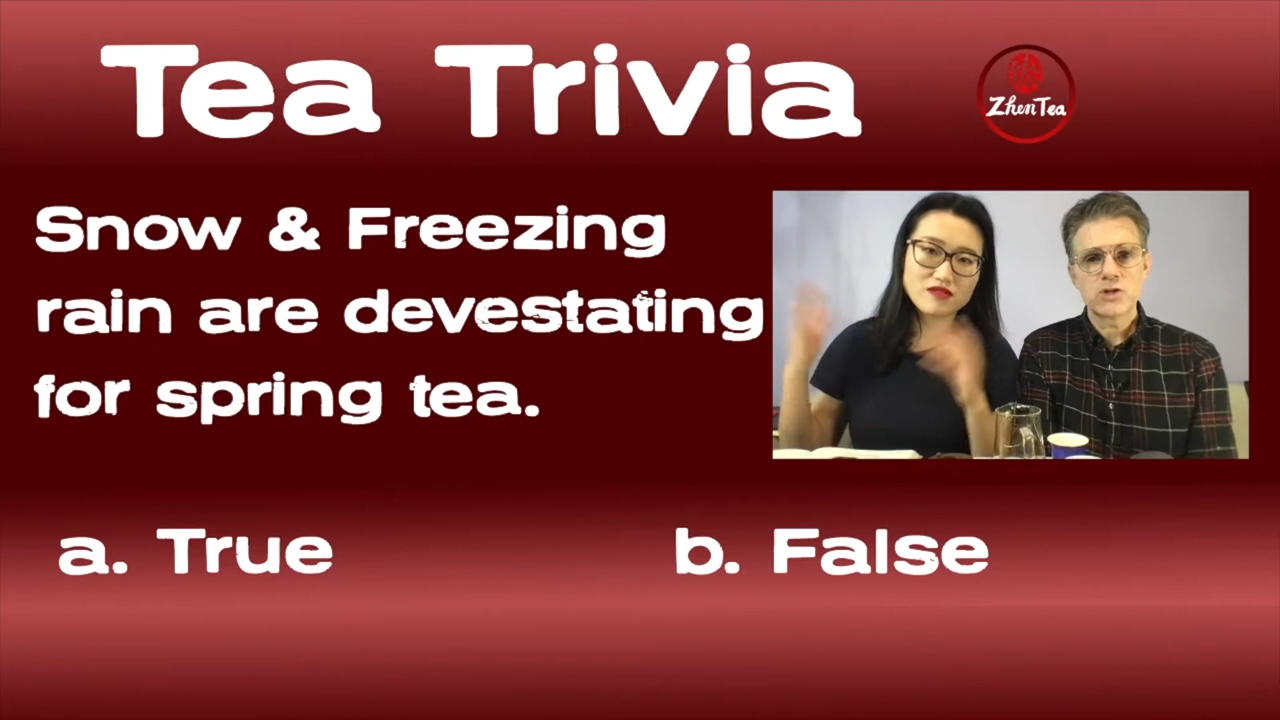 Tea Trivia
ZhenTea
Snow & Freezing
rain are devestating
for spring tea.
a. True
b. False